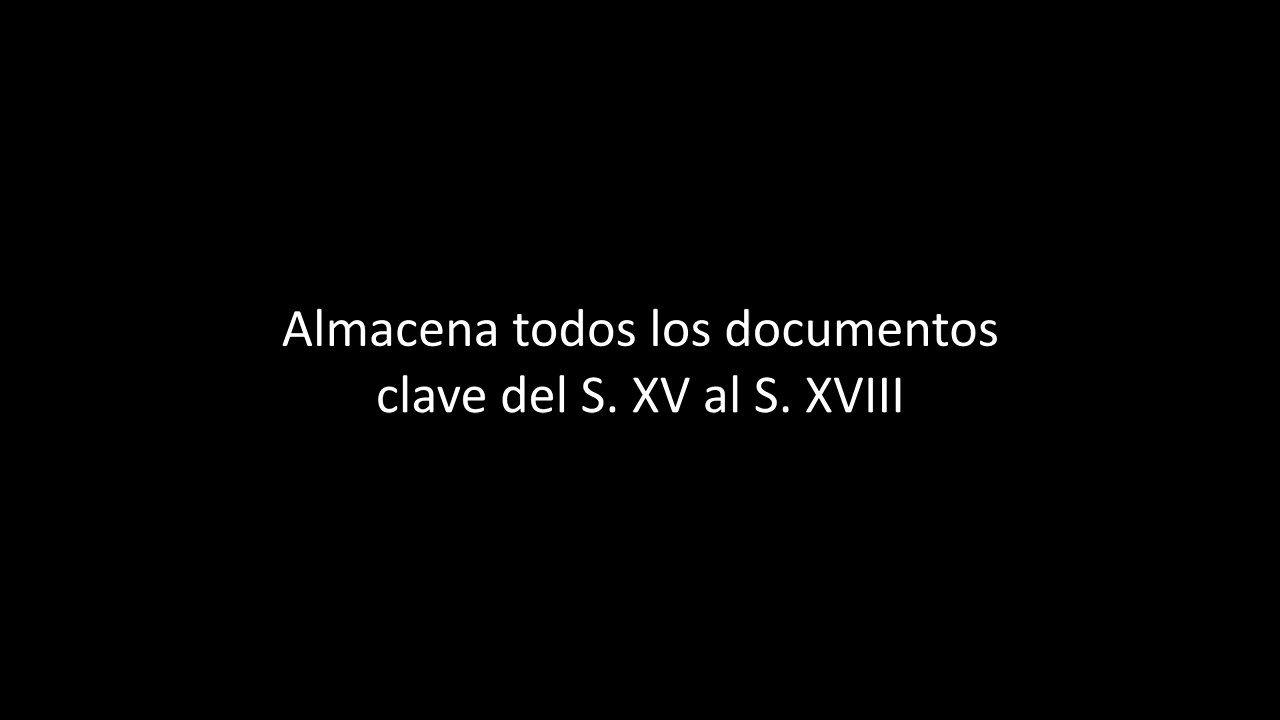 Almacena todos los documentos
clave del S. XV al S. XVIII